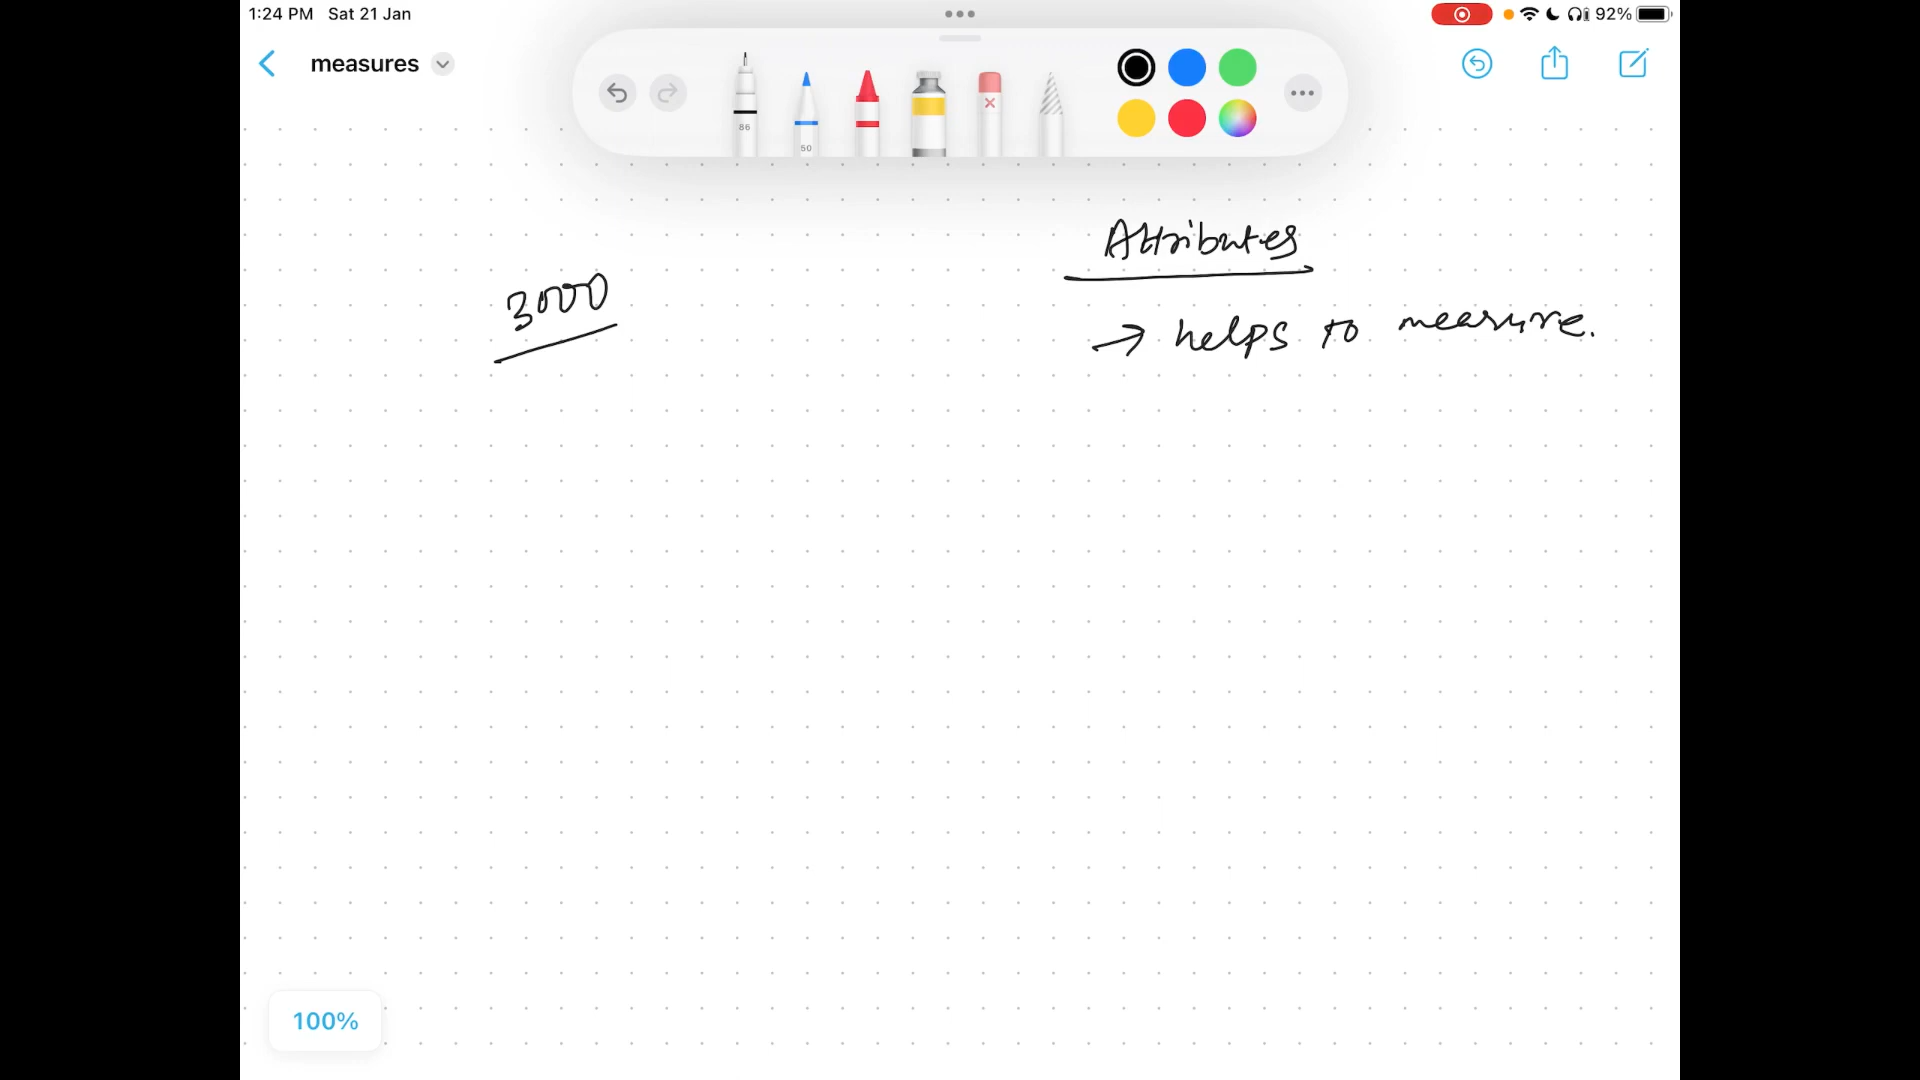 1:24 PM Sat 21 Jan
92%
measures
86
50
Attributes
3000
→ helps to measure.
100%